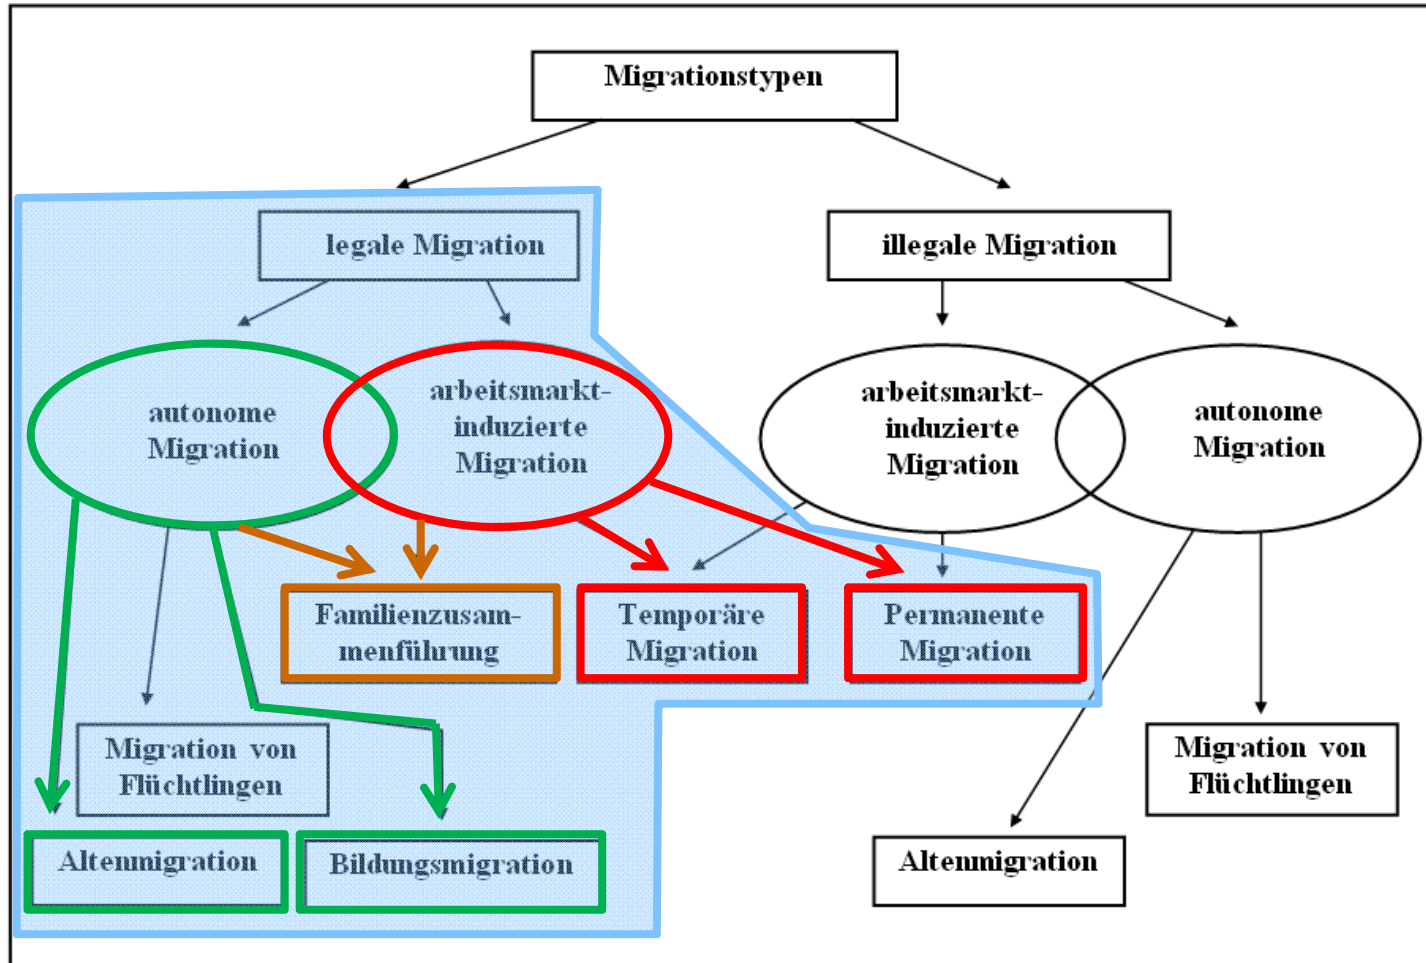 Migrationstypen
legale Migration
illegale Migration
autonome
Migration
arbeitsmarkt-
induzierte
Migration
arbeitsmarkt-
induzierte
Migration
autonome
Migration
Familienzusam-
menführung
Temporäre
Migration
Permanente
Migration
Migration von
Flüchtlingen
Migration von
Flüchtlingen
Altenmigration
Bildungsmigration
Altenmigration